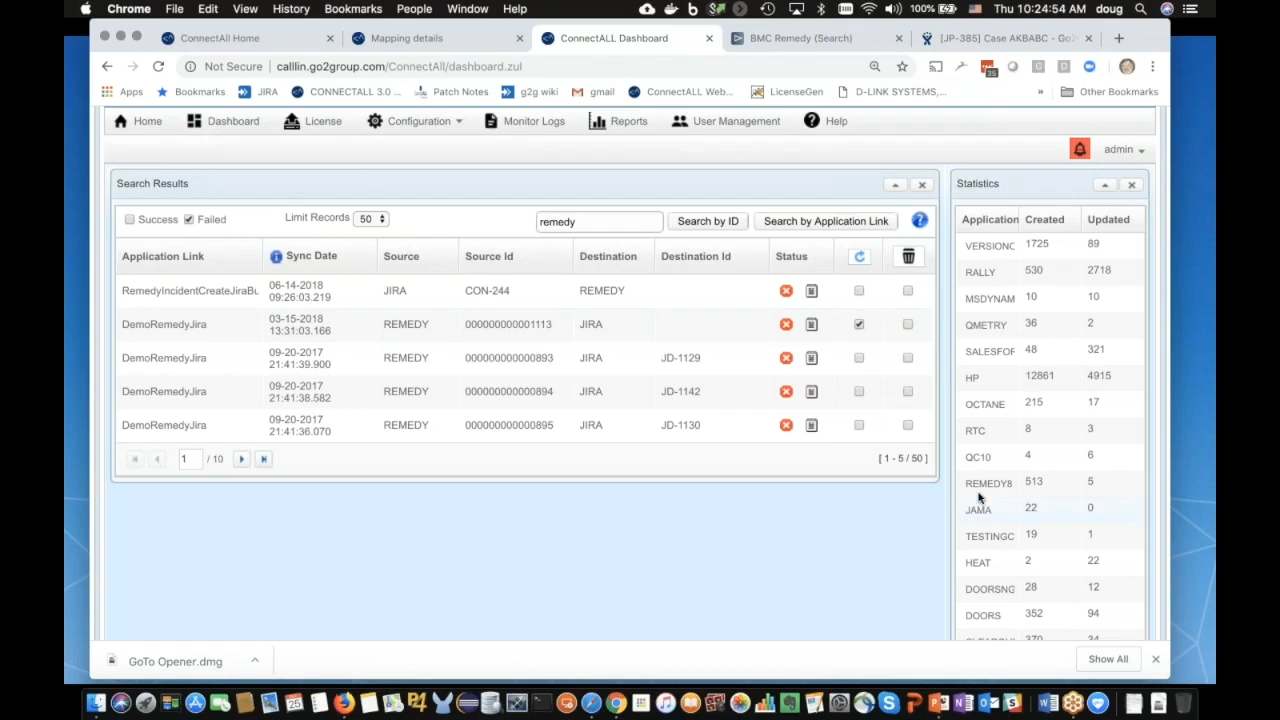 Chrome File Edit View History Bookmarks People Window Help 100% Thu 10:24:54 AM doug
ConnectAll Home
Mapping details
ConnectALL Dashboard
BMC Remedy (Search)
[JP-385] Case AKBABC - Go2
Not Secure calllin.go2group.com/ConnectAll/dashboard.zul
35
Apps Bookmarks JIRA CONNECTALL 3.0 ... Patch Notes g2g wiki gmail ConnectALL Web... LicenseGen D-LINK SYSTEMS,... » Other Bookmarks
Home Dashboard License Configuration Monitor Logs Reports User Management Help
admin
Search Results
Success Failed Limit Records 50 remedy Search by ID Search by Application Link
Application Link Sync Date Source Source Id Destination Destination Id Status
RemedyIncidentCreateJiraBu 06-14-2018 09:26:03.219 JIRA CON-244 REMEDY
DemoRemedyJira 03-15-2018 13:31:03.166 REMEDY 000000000001113 JIRA
DemoRemedyJira 09-20-2017 21:41:39.900 REMEDY 000000000000893 JIRA JD-1129
DemoRemedyJira 09-20-2017 21:41:38.582 REMEDY 000000000000894 JIRA JD-1142
DemoRemedyJira 09-20-2017 21:41:36.070 REMEDY 000000000000895 JIRA JD-1130
1 / 10 [ 1 - 5 / 50 ]
Statistics
Application Created Updated
VERSIONC 1725 89
RALLY 530 2718
MSDYNAM 10 10
QMETRY 36 2
SALESFOF 48 321
HP 12861 4915
OCTANE 215 17
RTC 8 3
QC10 4 6
REMEDY8 513 5
JAMA 22 0
TESTINGC 19 1
HEAT 2 22
DOORSNG 28 12
DOORS 352 94
370 34
GoTo Opener.dmg
Show All